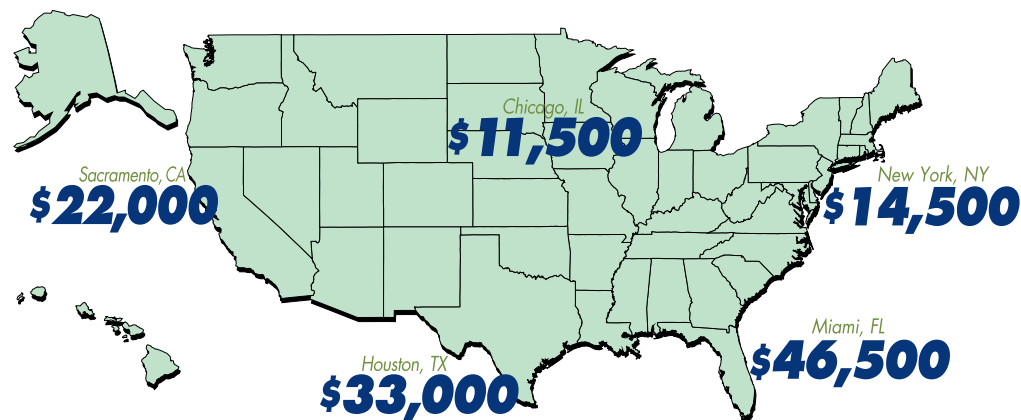 Chicago, IL
$11,500
Sacramento, CA
$22,000
New York, NY
$14,500
Miami, FL
$46,500
Houston, TX
$33,000